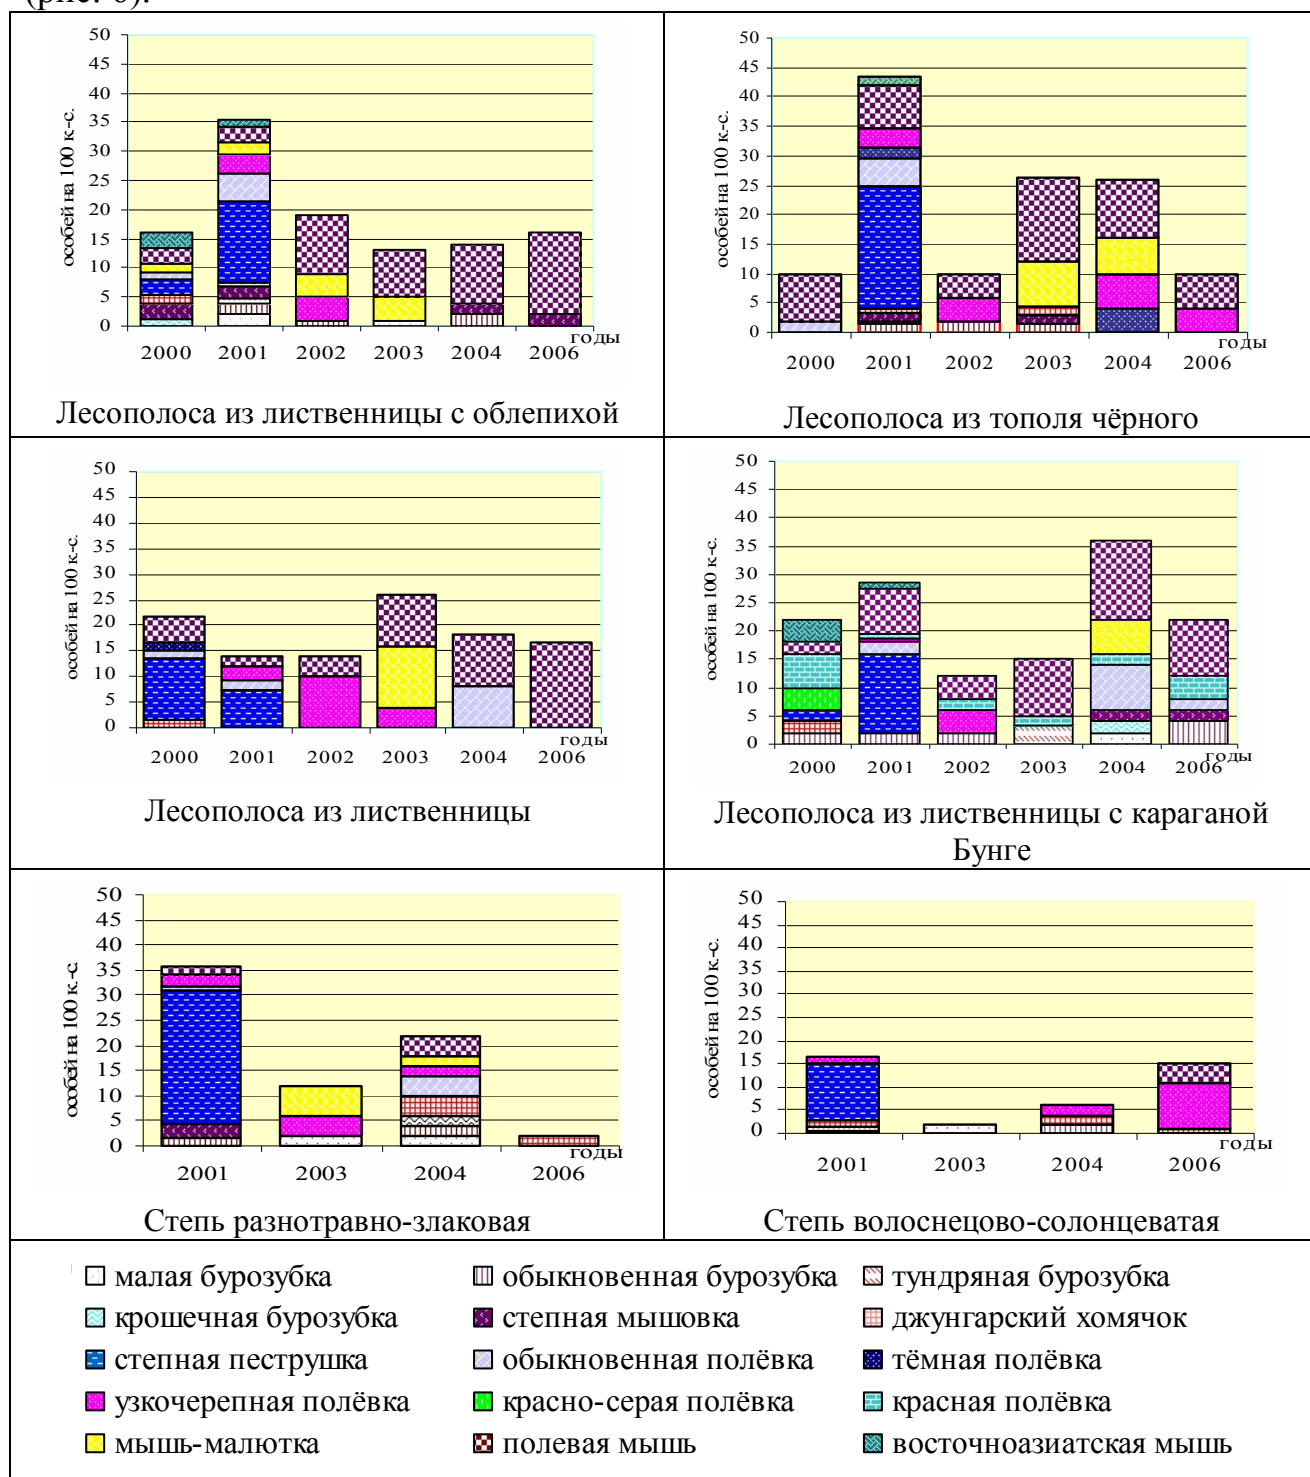 (рис. 6).
50
45
40
35
30
25
20
15
10
5
0
особей на 100 к.-с.
2000 2001 2002 2003 2004 2006
годы
Лесополоса из лиственницы с облепихой
50
45
40
35
30
25
20
15
10
5
0
особей на 100 к.-с.
2000 2001 2002 2003 2004 2006
годы
Лесополоса из тополя чёрного
50
45
40
35
30
25
20
15
10
5
0
особей на 100 к.-с.
2000 2001 2002 2003 2004 2006
годы
Лесополоса из лиственницы
50
45
40
35
30
25
20
15
10
5
0
особей на 100 к.-с.
2000 2001 2002 2003 2004 2006
годы
Лесополоса из лиственницы с караганой
Бунге
50
45
40
35
30
25
20
15
10
5
0
особей на 100 к.-с.
2001 2003 2004 2006
годы
Степь разнотравно-злаковая
50
45
40
35
30
25
20
15
10
5
0
особей на 100 к.-с.
2001 2003 2004 2006
годы
Степь волоснецово-солонцеватая
малая бурозубка обыкновенная бурозубка тундряная бурозубка
крошечная бурозубка степная мышовка джунгарский хомячок
степная пеструшка обыкновенная полёвка тёмная полёвка
узкочерепная полёвка красно-серая полёвка красная полёвка
мышь-малютка полевая мышь восточноазиатская мышь